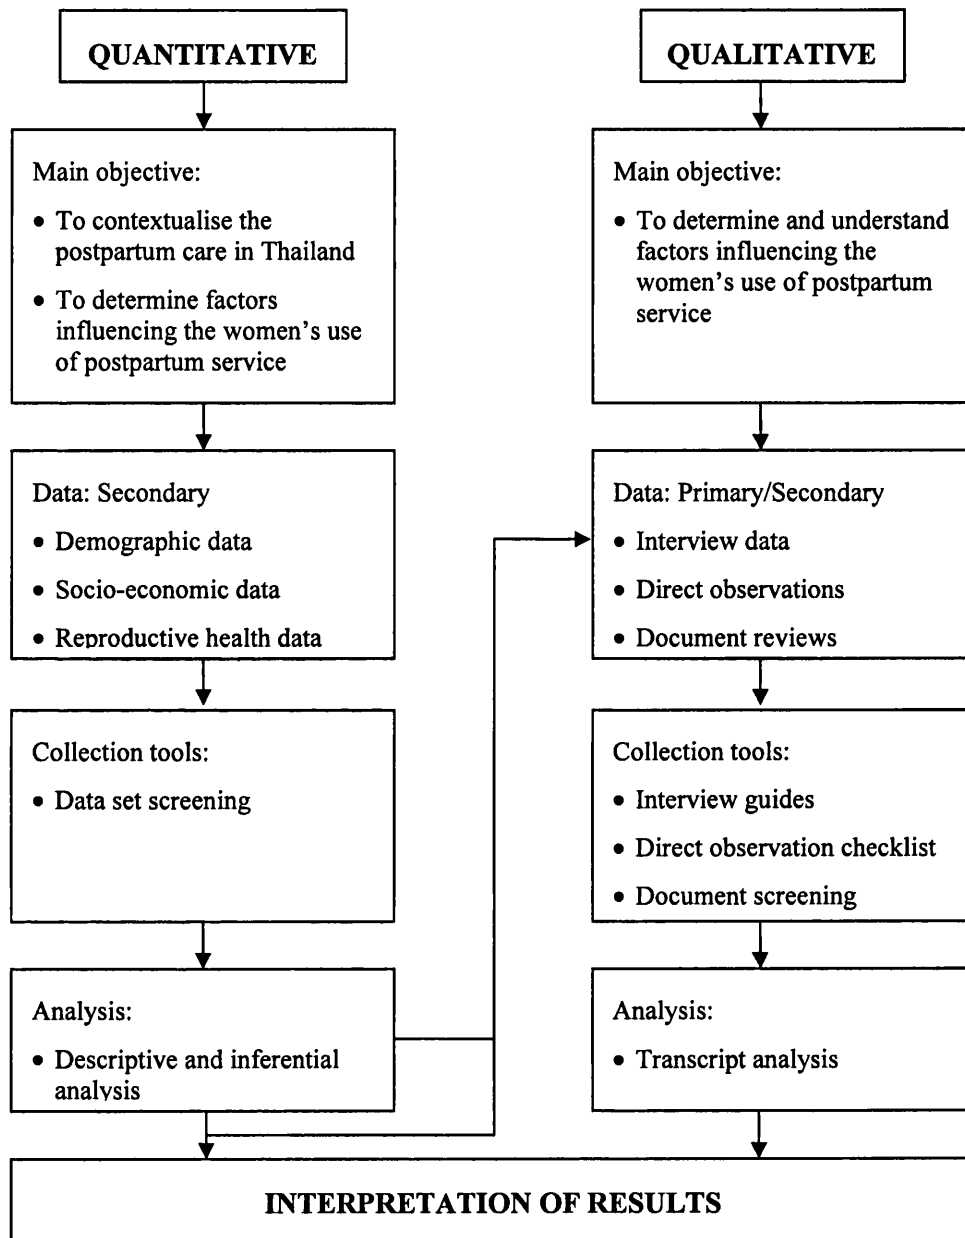 QUANTITATIVE
Main objective:
• To contextualise the
postpartum care in Thailand
• To determine factors
influencing the women's use
of postpartum service
Data: Secondary
• Demographic data
• Socio-economic data
• Reproductive health data
Collection tools:
• Data set screening
Analysis:
• Descriptive and inferential
analysis
QUALITATIVE
Main objective:
• To determine and understand
factors influencing the
women's use of postpartum
service
Data: Primary/Secondary
• Interview data
• Direct observations
• Document reviews
Collection tools:
• Interview guides
• Direct observation checklist
• Document screening
Analysis:
• Transcript analysis
INTERPRETATION OF RESULTS